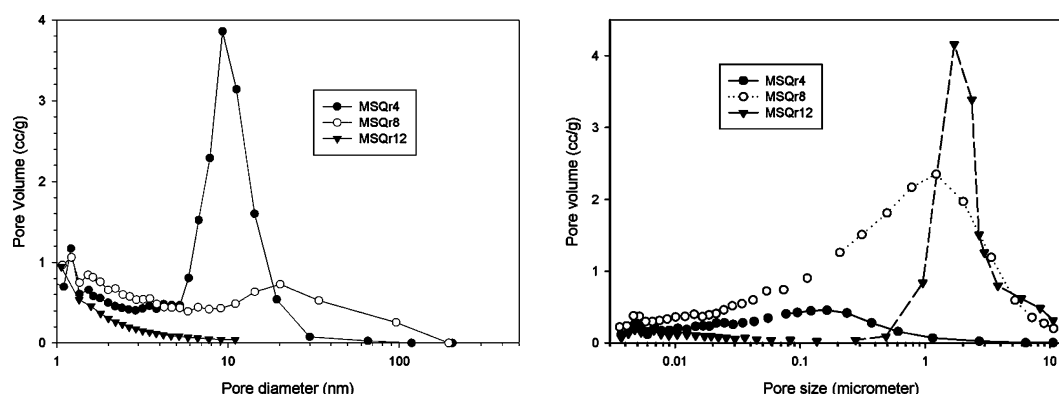 4
3
2
1
0
Pore Volume (cc/g)
MSQr4
MSQr8
MSQr12
1 10 100
Pore diameter (nm)
4
3
2
1
0
Pore volume (cc/g)
MSQr4
MSQr8
MSQr12
0.01 0.1 1 10
Pore size (micrometer)